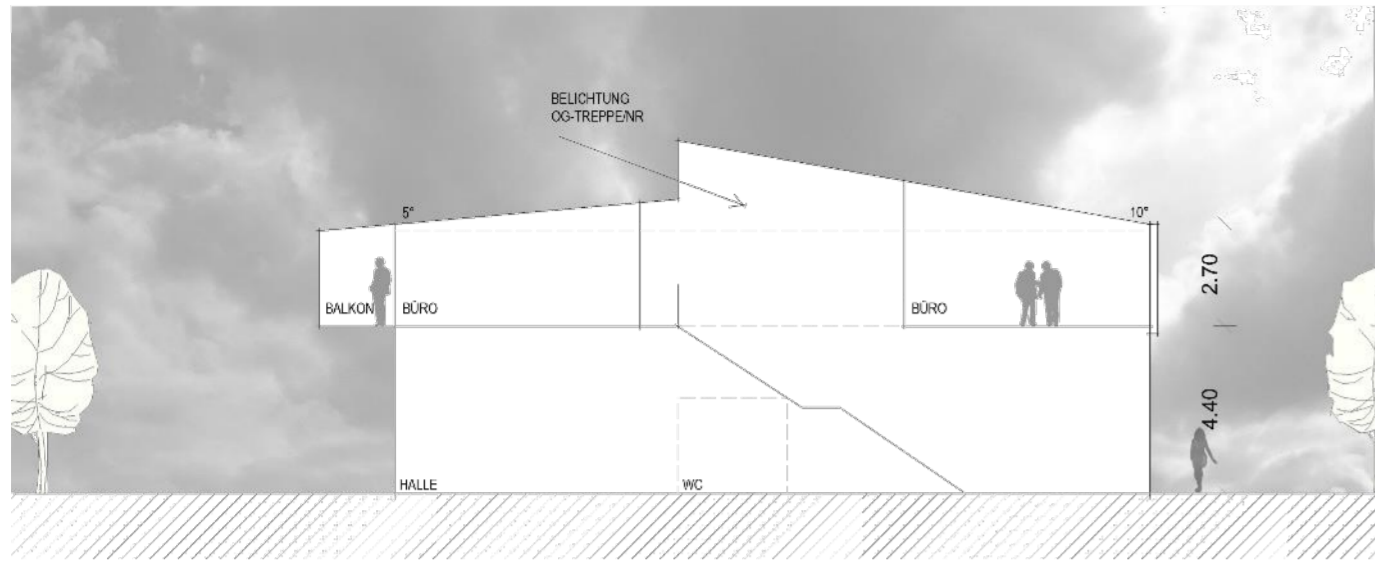 BELICHTUNG
OG-TREPPE/NR
5°
10°
2.70
BALKON
BÜRO
BÜRO
4.40
HALLE
WC